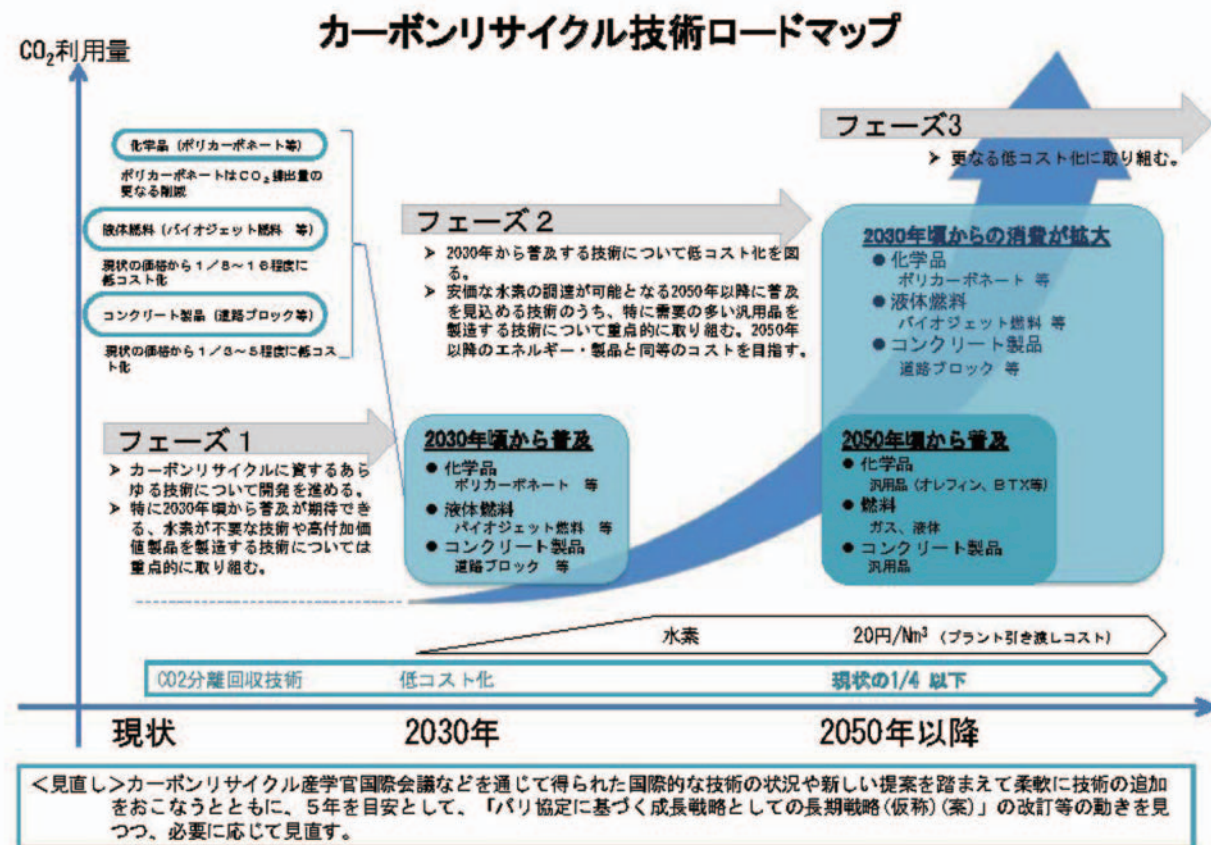 カーボンリサイクル技術ロードマップ
CO₂利用量
化学品（ポリカーボネート等）
ポリカーボネートはCO₂排出量の
更なる削減
液体燃料（バイオジェット燃料　等）
現状の価格から1／8～16程度に
低コスト化
コンクリート製品（道路ブロック等）
現状の価格から1／3～5程度に低コス
ト化
フェーズ1
➢ カーボンリサイクルに資するあら
ゆる技術について開発を進める。
➢ 特に2030年頃から普及が期待でき
る、水素が不要な技術や高付加価
値製品を製造する技術については
重点的に取り組む。
フェーズ2
➢ 2030年から普及する技術について低コスト化を図
る。
➢ 安価な水素の調達が可能となる2050年以降に普及
を見込める技術のうち、特に需要の多い汎用品を
製造する技術について重点的に取り組む。2050年
以降のエネルギー・製品と同等のコストを目指す。
2030年頃から普及
● 化学品
ポリカーボネート　等
● 液体燃料
バイオジェット燃料　等
● コンクリート製品
道路ブロック　等
フェーズ3
➢ 更なる低コスト化に取り組む。
2030年頃からの消費が拡大
● 化学品
ポリカーボネート 等
● 液体燃料
バイオジェット燃料 等
● コンクリート製品
道路ブロック 等
2050年頃から普及
● 化学品
汎用品（オレフィン、BTX等）
● 燃料
ガス、液体
● コンクリート製品
汎用品
水素　20円/Nm³（プラント引き渡しコスト）
CO2分離回収技術　低コスト化　現状の1/4 以下
現状　2030年　2050年以降
＜見直し＞カーボンリサイクル産学官国際会議などを通じて得られた国際的な技術の状況や新しい提案を踏まえて柔軟に技術の追加
をおこなうとともに、５年を目安として、「パリ協定に基づく成長戦略としての長期戦略(仮称)(案)」の改訂等の動きを見
つつ、必要に応じて見直す。